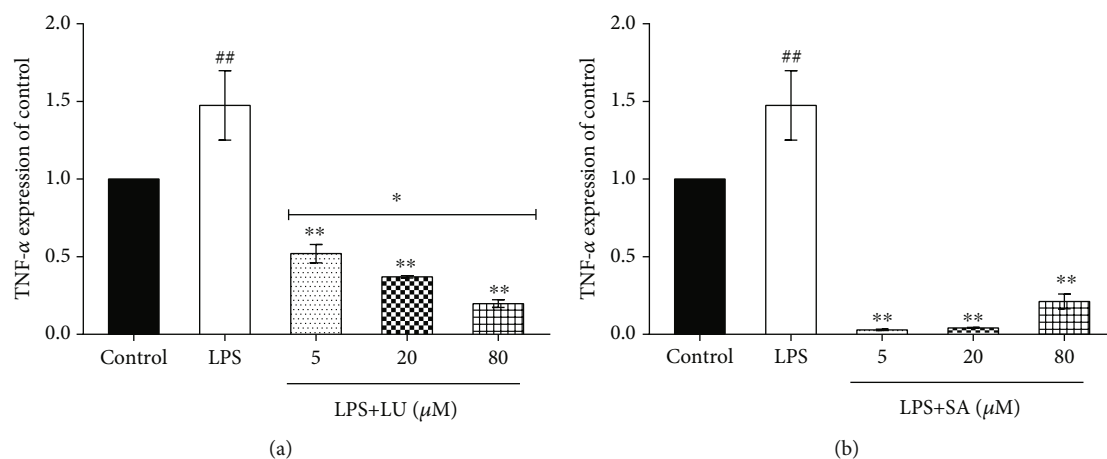 TNF-α expression of control
2.0
1.5
1.0
0.5
0.0
##
*
**
**
**
Control
LPS
5
20
80
LPS+LU (μM)
(a)
TNF-α expression of control
2.0
1.5
1.0
0.5
0.0
##
**
**
**
Control
LPS
5
20
80
LPS+SA (μM)
(b)